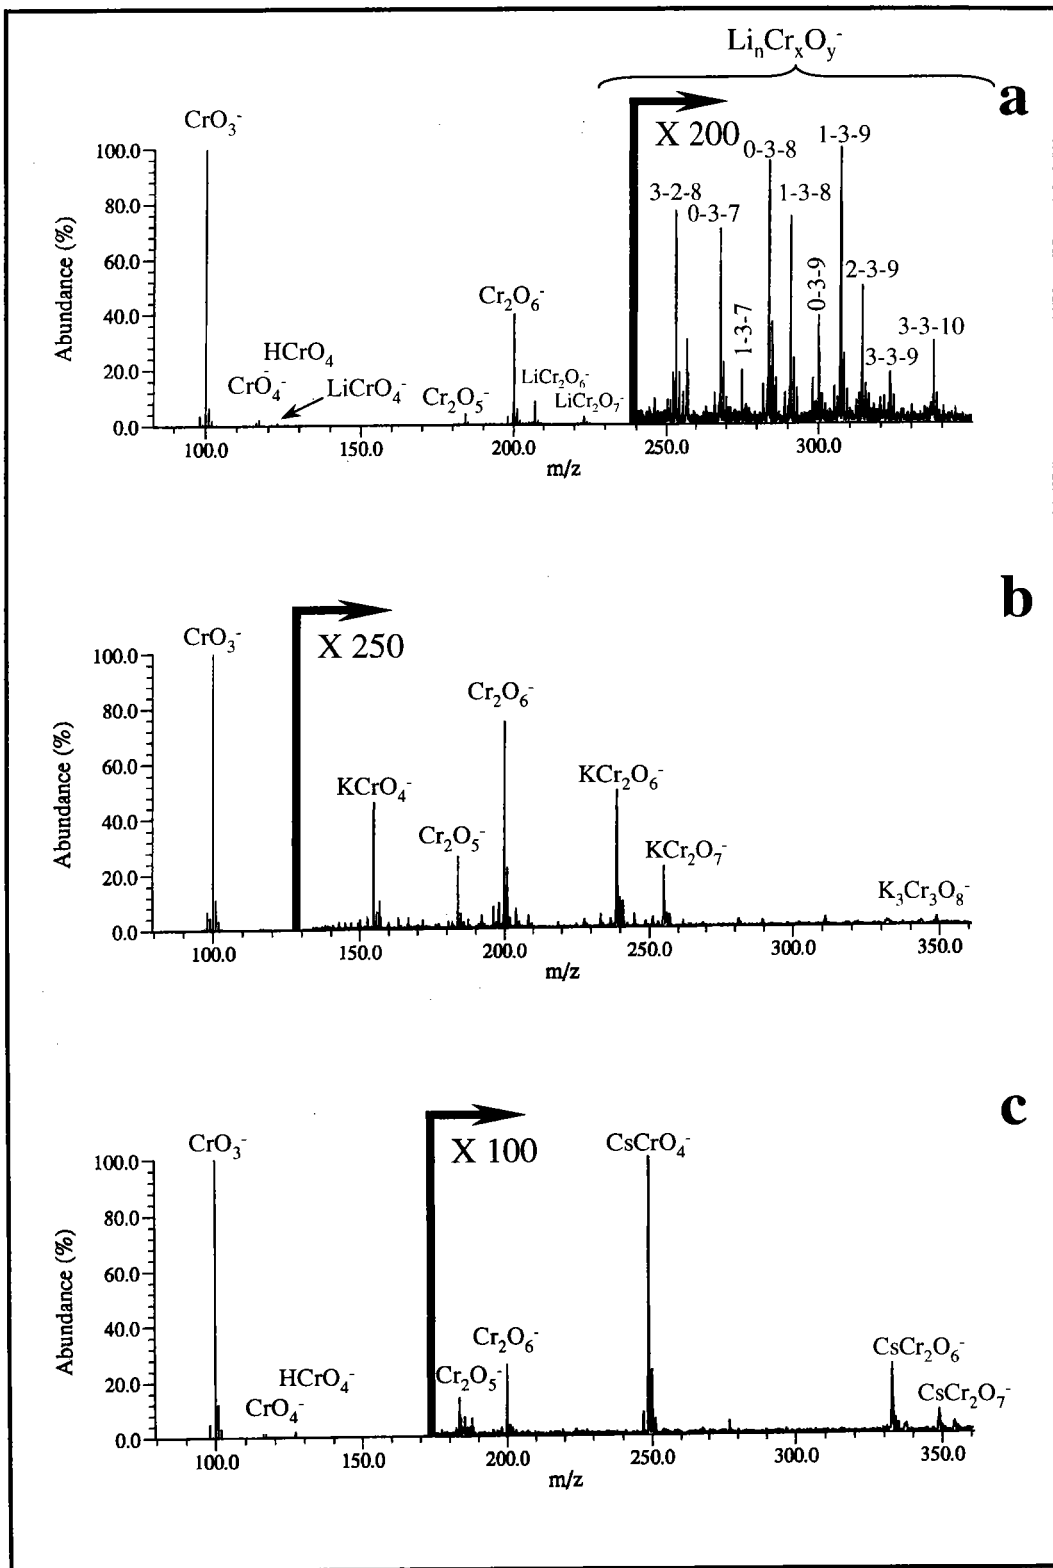 LiₙCrₓOᵧ⁻
a
X 200
CrO₃⁻
0-3-8
1-3-9
3-2-8
0-3-7
1-3-8
1-3-7
0-3-9
2-3-9
3-3-9
3-3-10
Cr₂O₆⁻
HCrO₄
CrO₄⁻
LiCrO₄⁻
Cr₂O₅⁻
LiCr₂O₆⁻
LiCr₂O₇⁻
Abundance (%)
100.0
80.0
60.0
40.0
20.0
0.0
100.0 150.0 200.0 250.0 300.0
m/z
b
X 250
CrO₃⁻
Cr₂O₆⁻
KCrO₄⁻
KCr₂O₆⁻
Cr₂O₅⁻
KCr₂O₇⁻
K₃Cr₃O₈⁻
Abundance (%)
100.0
80.0
60.0
40.0
20.0
0.0
100.0 150.0 200.0 250.0 300.0 350.0
m/z
c
X 100
CrO₃⁻
CsCrO₄⁻
Cr₂O₆⁻
CsCr₂O₆⁻
HCrO₄⁻
Cr₂O₅⁻
CsCr₂O₇⁻
CrO₄⁻
Abundance (%)
100.0
80.0
60.0
40.0
20.0
0.0
100.0 150.0 200.0 250.0 300.0 350.0
m/z